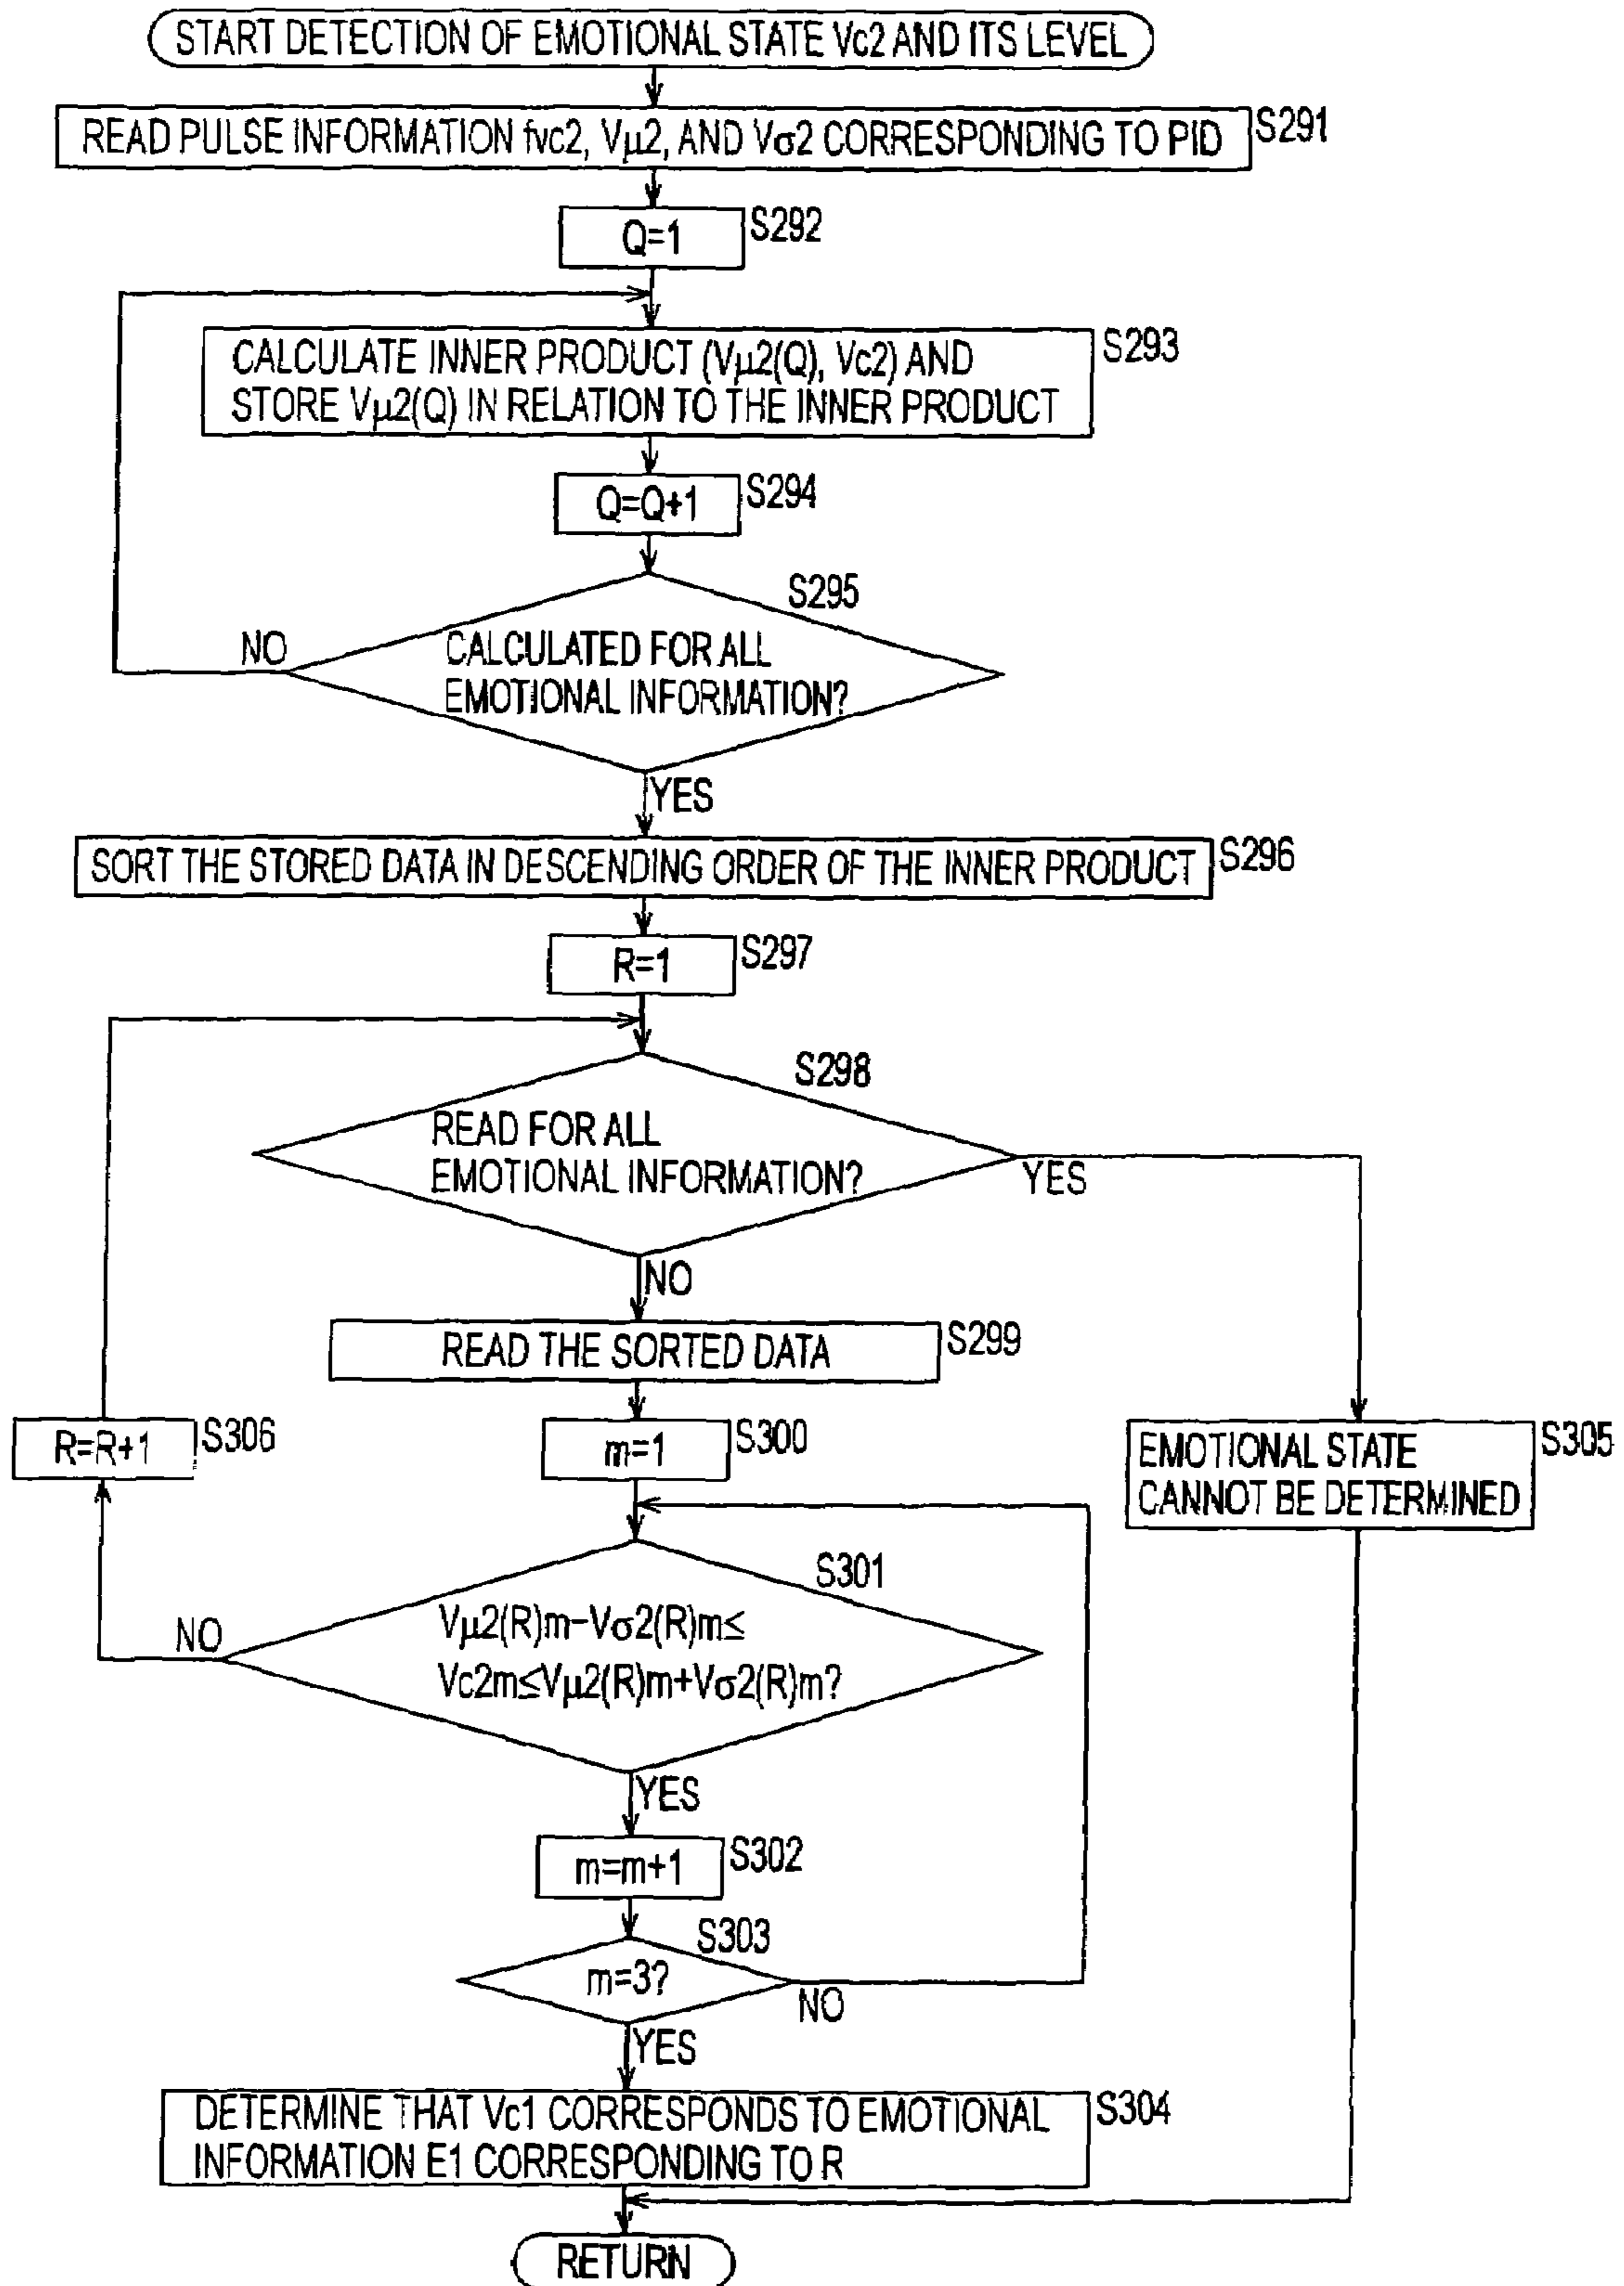 START DETECTION OF EMOTIONAL STATE Vc2 AND ITS LEVEL
READ PULSE INFORMATION fvc2, Vμ2, AND Vσ2 CORRESPONDING TO PID
S291
Q=1
S292
CALCULATE INNER PRODUCT (Vμ2(Q), Vc2) AND
STORE Vμ2(Q) IN RELATION TO THE INNER PRODUCT
S293
Q=Q+1
S294
S295
NO
CALCULATED FOR ALL
EMOTIONAL INFORMATION?
YES
SORT THE STORED DATA IN DESCENDING ORDER OF THE INNER PRODUCT
S296
R=1
S297
S298
READ FOR ALL
EMOTIONAL INFORMATION?
YES
NO
READ THE SORTED DATA
S299
R=R+1
S306
m=1
S300
EMOTIONAL STATE
CANNOT BE DETERMINED
S305
S301
NO
Vμ2(R)m-Vσ2(R)m≤
Vc2m≤Vμ2(R)m+Vσ2(R)m?
YES
m=m+1
S302
S303
m=3?
NO
YES
DETERMINE THAT Vc1 CORRESPONDS TO EMOTIONAL
INFORMATION E1 CORRESPONDING TO R
S304
RETURN